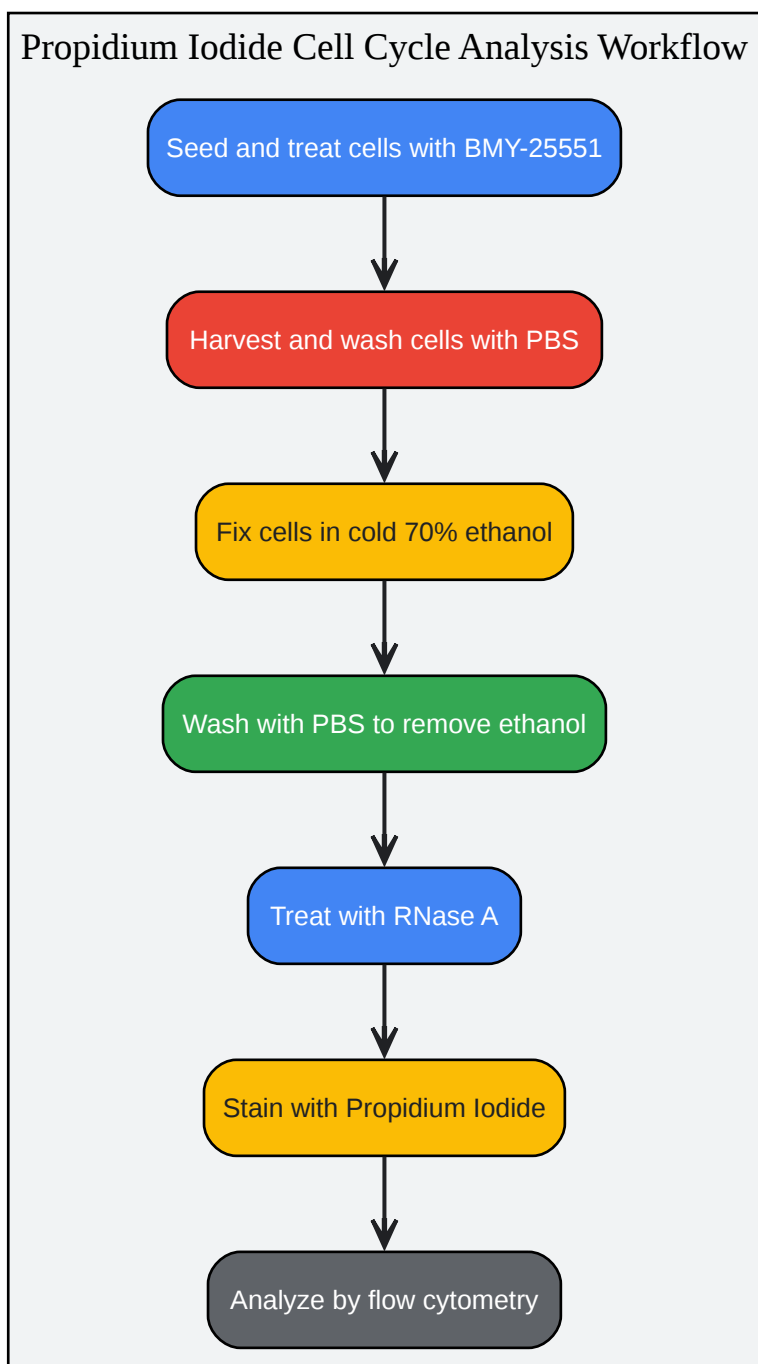 Propidium Iodide Cell Cycle Analysis Workflow
Seed and treat cells with BMY-25551
Harvest and wash cells with PBS
Fix cells in cold 70% ethanol
Wash with PBS to remove ethanol
Treat with RNase A
Stain with Propidium Iodide
Analyze by flow cytometry